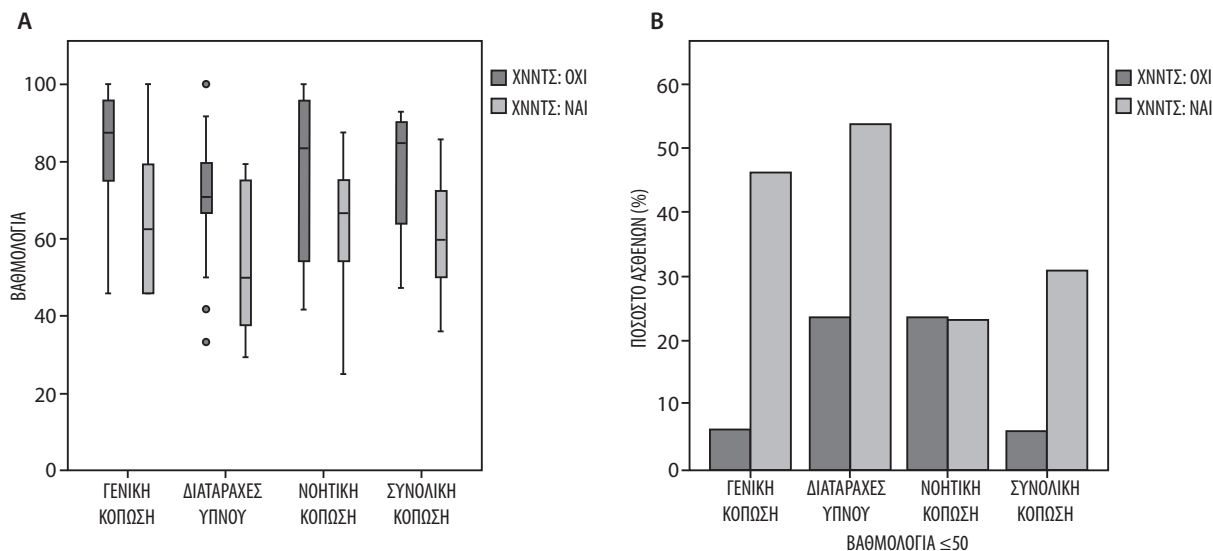 A
ΒΑΘΜΟΛΟΓΙΑ
100
80
60
40
20
0
ΓΕΝΙΚΗ
ΚΟΠΩΣΗ
ΔΙΑΤΑΡΑΧΕΣ
ΥΠΝΟΥ
ΝΟΗΤΙΚΗ
ΚΟΠΩΣΗ
ΣΥΝΟΛΙΚΗ
ΚΟΠΩΣΗ
ΧΝΝΤΣ: ΟΧΙ
ΧΝΝΤΣ: ΝΑΙ
B
ΠΟΣΟΣΤΟ ΑΣΘΕΝΩΝ (%)
60
50
40
30
20
10
0
ΓΕΝΙΚΗ
ΚΟΠΩΣΗ
ΔΙΑΤΑΡΑΧΕΣ
ΥΠΝΟΥ
ΝΟΗΤΙΚΗ
ΚΟΠΩΣΗ
ΣΥΝΟΛΙΚΗ
ΚΟΠΩΣΗ
ΒΑΘΜΟΛΟΓΙΑ ≤50
ΧΝΝΤΣ: ΟΧΙ
ΧΝΝΤΣ: ΝΑΙ